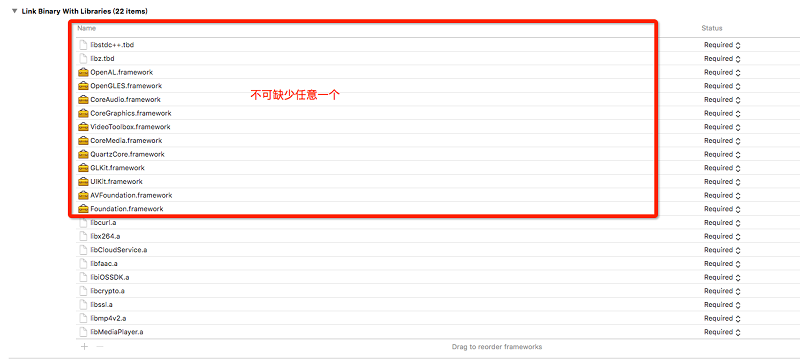 Link Binary With Libraries (22 items)
Name Status
libstdc++.tbd Required
libz.tbd Required
OpenAL.framework Required
OpenGLES.framework Required
CoreAudio.framework Required
不可缺少任意一个
CoreGraphics.framework Required
VideoToolbox.framework Required
CoreMedia.framework Required
QuartzCore.framework Required
GLKit.framework Required
UIKit.framework Required
AVFoundation.framework Required
Foundation.framework Required
libcurl.a Required
libx264.a Required
libCloudService.a Required
libfaac.a Required
libiOSSDK.a Required
libcrypto.a Required
libssl.a Required
libmp4v2.a Required
libMediaPlayer.a Required
+ − Drag to reorder frameworks